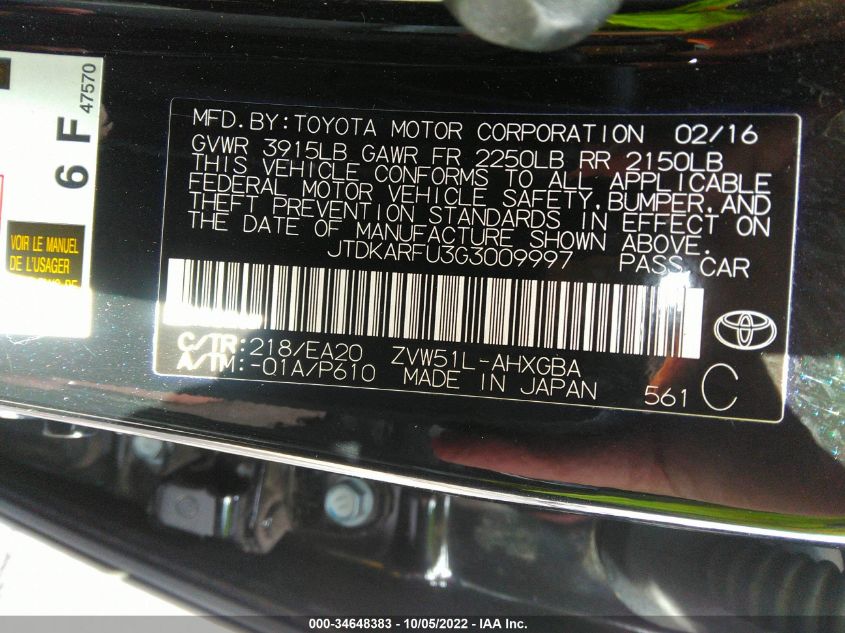 MFD.BY:TOYOTA MOTOR CORPORATION 02/16
GVWR 3915LB GAWR FR 2250LB RR 2150LB
THIS VEHICLE CONFORMS TO ALL APPLICABLE
FEDERAL MOTOR VEHICLE SAFETY,BUMPER,AND
THEFT PREVENTION STANDARDS IN EFFECT ON
THE DATE OF MANUFACTURE SHOWN ABOVE.
JTDKARFU3G3009997 PASS CAR
C/TR:218/EA20 ZVW51L-AHXGBA
A/TM:-01A/P610 MADE IN JAPAN 561 C
6 F
47570
VOIR LE MANUEL
DE L'USAGER
000-34648383 - 10/05/2022 - IAA Inc.